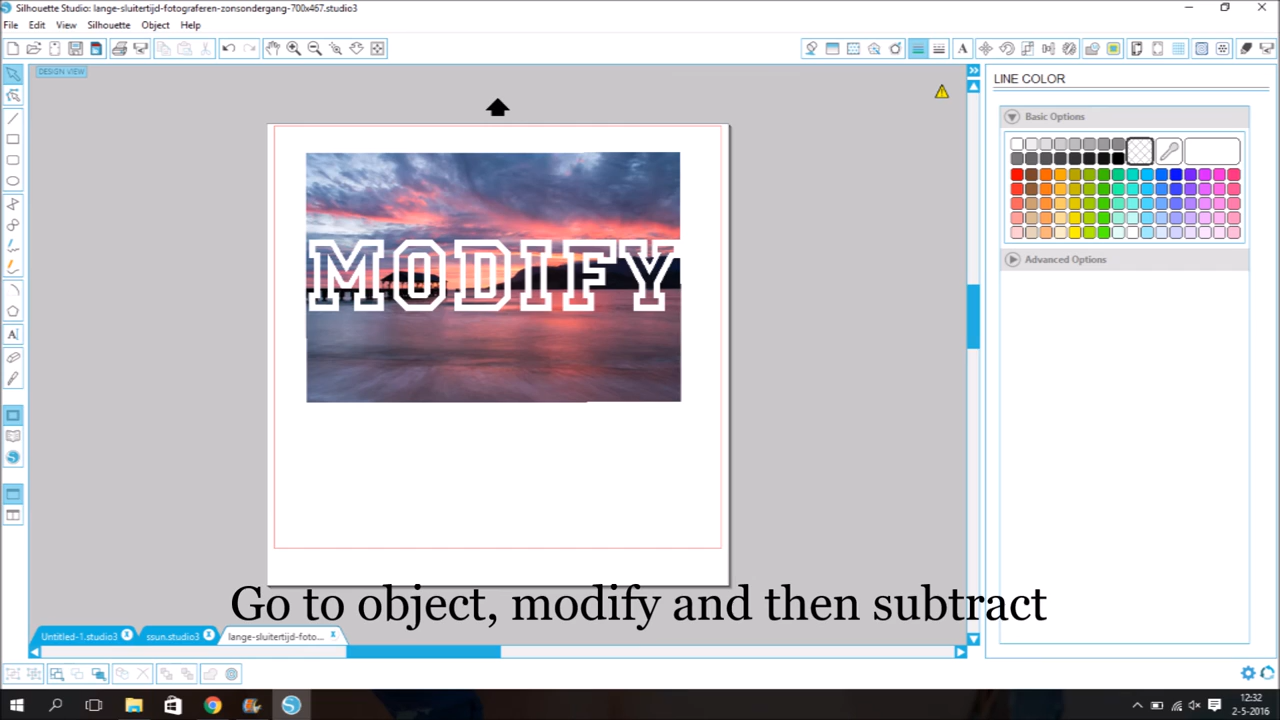 Silhouette Studio: lange-sluitertijd-fotograferen-zonsondergang-700x467.studio3
File Edit View Silhouette Object Help
DESIGN VIEW
LINE COLOR
Basic Options
Advanced Options
MODIFY
Go to object, modify and then subtract
Untitled-1.studio3 ssun.studio3 lange-sluitertijd-foto...
12:32
2-5-2016